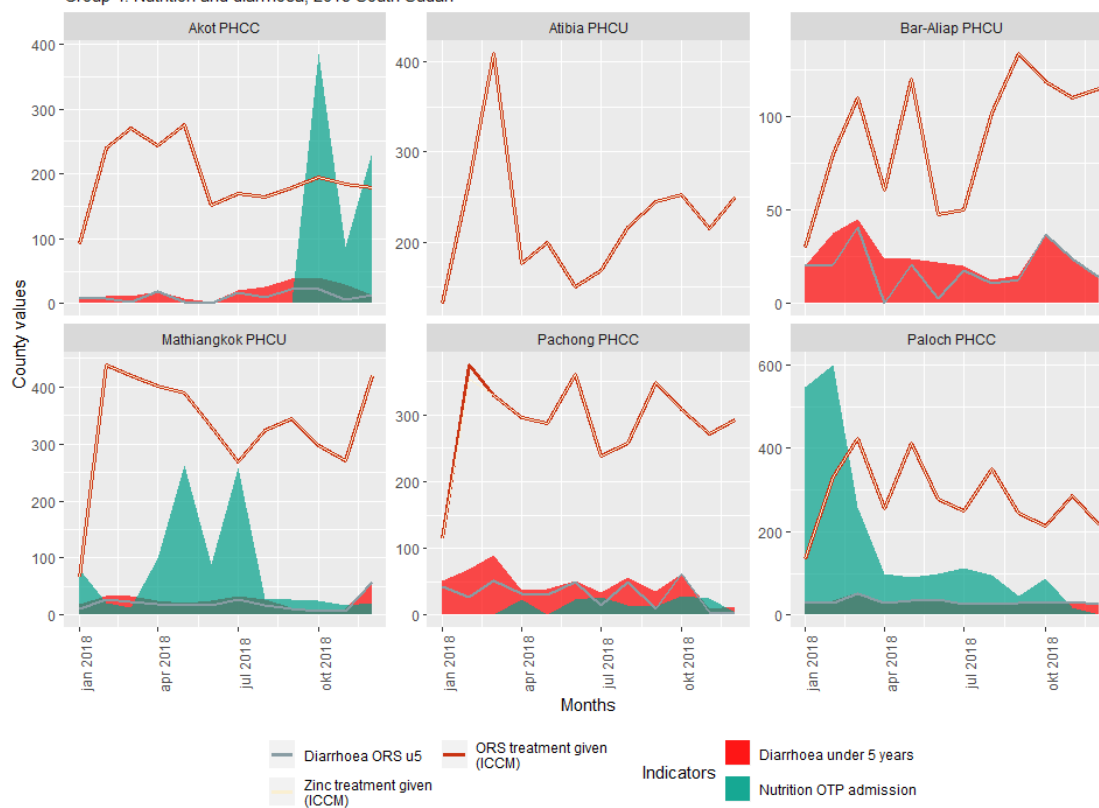 Group 4: Nutrition and diarrhoea, 2018 South Sudan
Akot PHCC
Atibia PHCU
Bar-Aliap PHCU
400
300
200
100
0
400
300
200
100
50
0
Mathiangkok PHCU
Pachong PHCC
Paloch PHCC
400
300
200
100
0
300
200
100
0
600
400
200
0
County values
jan 2018
apr 2018
jul 2018
okt 2018
jan 2018
apr 2018
jul 2018
okt 2018
jan 2018
apr 2018
jul 2018
okt 2018
Months
Diarrhoea ORS u5
Zinc treatment given
(ICCM)
ORS treatment given
(ICCM)
Indicators
Diarrhoea under 5 years
Nutrition OTP admission